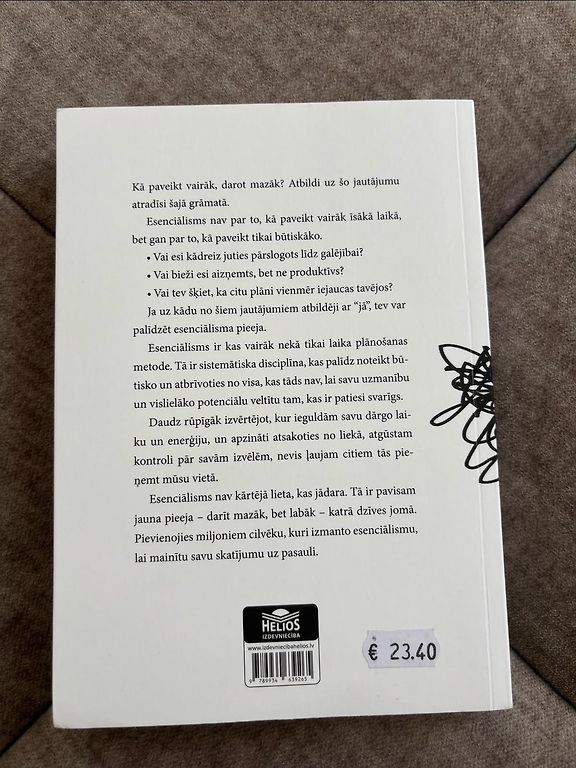 Kā paveikt vairāk, darot mazāk? Atbildi uz šo jautājumu
atradīsi šajā grāmatā.
Esenciālisms nav par to, kā paveikt vairāk īsākā laikā,
bet gan par to, kā paveikt tikai būtiskāko.
• Vai esi kādreiz juties pārslogots līdz galējībai?
• Vai bieži esi aizņemts, bet ne produktīvs?
• Vai tev šķiet, ka citu plāni vienmēr iejaucas tavējos?
Ja uz kādu no šiem jautājumiem atbildēji ar “jā”, tev var
palīdzēt esenciālisma pieeja.
Esenciālisms ir kas vairāk nekā tikai laika plānošanas
metode. Tā ir sistemātiska disciplīna, kas palīdz noteikt bū-
tisko un atbrīvoties no visa, kas tāds nav, lai savu uzmanību
un vislielāko potenciālu veltītu tam, kas ir patiesi svarīgs.
Daudz rūpīgāk izvērtējot, kur ieguldām savu dārgo lai-
ku un enerģiju, un apzināti atsakoties no liekā, atgūstam
kontroli pār savām izvēlēm, nevis ļaujam citiem tās pie-
ņemt mūsu vietā.
Esenciālisms nav kārtējā lieta, kas jādara. Tā ir pavisam
jauna pieeja – darīt mazāk, bet labāk – katrā dzīves jomā.
Pievienojies miljoniem cilvēku, kuri izmanto esenciālismu,
lai mainītu savu skatījumu uz pasauli.
HELIOS
IZDEVNIECĪBA
www.izdevniecibahelios.lv
9 789934 639265
€ 23.40